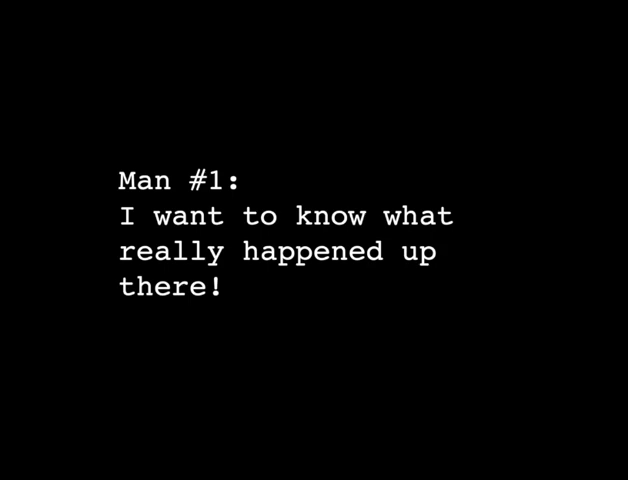 Man #1:
I want to know what
really happened up
there!